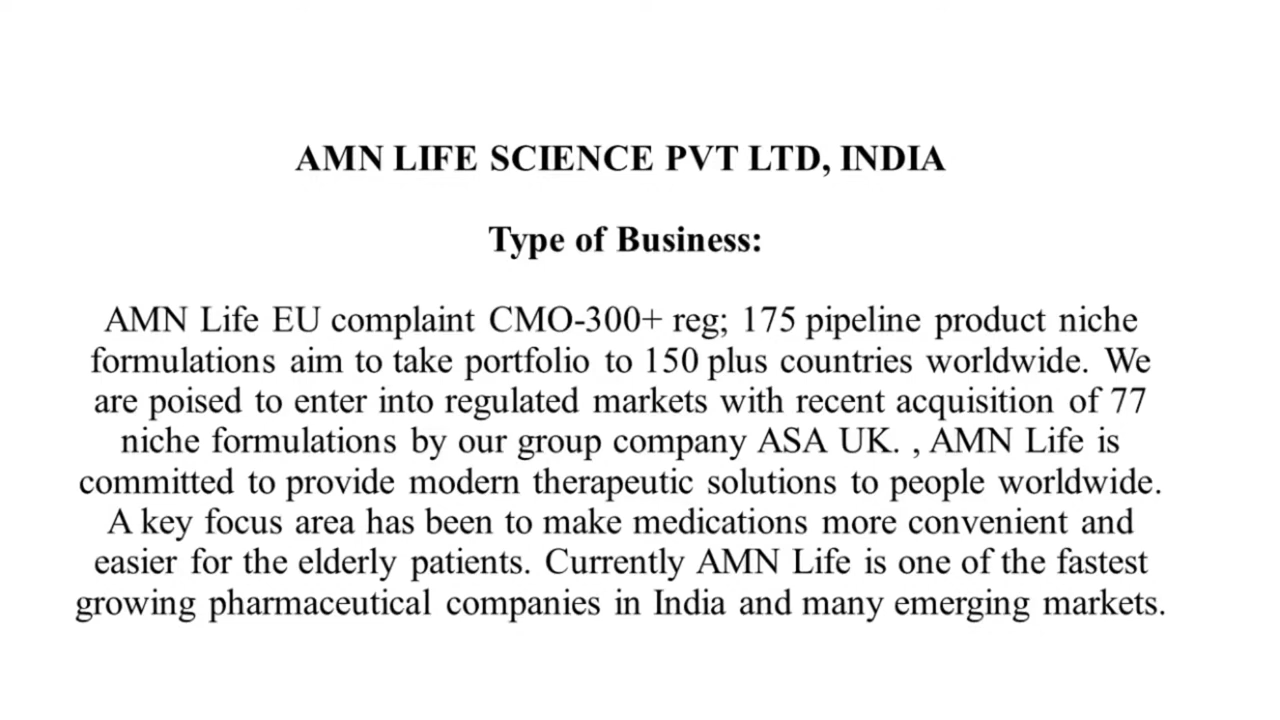 AMN LIFE SCIENCE PVT LTD, INDIA
Type of Business:
AMN Life EU complaint CMO-300+ reg; 175 pipeline product niche
formulations aim to take portfolio to 150 plus countries worldwide. We
are poised to enter into regulated markets with recent acquisition of 77
niche formulations by our group company ASA UK. , AMN Life is
committed to provide modern therapeutic solutions to people worldwide.
A key focus area has been to make medications more convenient and
easier for the elderly patients. Currently AMN Life is one of the fastest
growing pharmaceutical companies in India and many emerging markets.